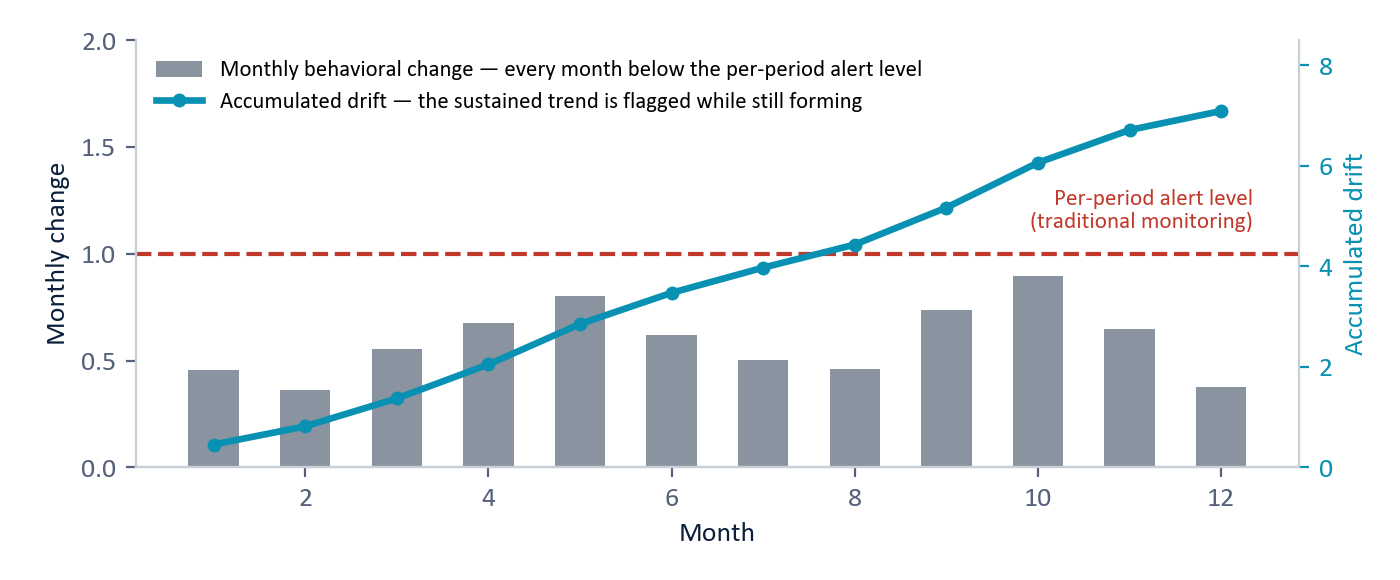 2.0
1.5
1.0
0.5
0.0
Monthly change
Monthly behavioral change — every month below the per-period alert level
Accumulated drift — the sustained trend is flagged while still forming
Per-period alert level
(traditional monitoring)
8
6
4
2
0
Accumulated drift
2 4 6 8 10 12
Month